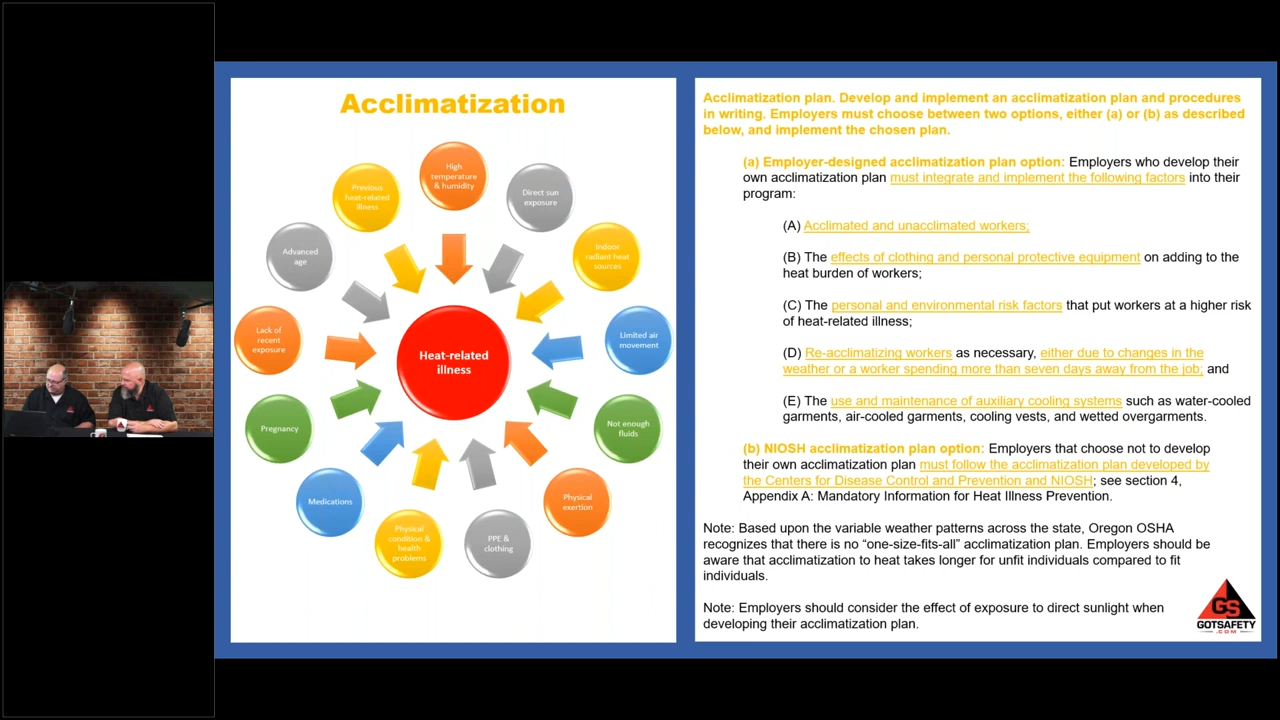 Acclimatization
High
temperature
& humidity
Direct sun
exposure
Indoor
radiant heat
sources
Limited air
movement
Not enough
fluids
Physical
exertion
PPE &
clothing
Physical
condition &
health
problems
Medications
Pregnancy
Lack of
recent
exposure
Advanced
age
Previous
heat-related
illness
Heat-related
illness
Acclimatization plan. Develop and implement an acclimatization plan and procedures
in writing. Employers must choose between two options, either (a) or (b) as described
below, and implement the chosen plan.
(a) Employer-designed acclimatization plan option: Employers who develop their
own acclimatization plan must integrate and implement the following factors into their
program:
(A) Acclimated and unacclimated workers;
(B) The effects of clothing and personal protective equipment on adding to the
heat burden of workers;
(C) The personal and environmental risk factors that put workers at a higher risk
of heat-related illness;
(D) Re-acclimatizing workers as necessary, either due to changes in the
weather or a worker spending more than seven days away from the job; and
(E) The use and maintenance of auxiliary cooling systems such as water-cooled
garments, air-cooled garments, cooling vests, and wetted overgarments.
(b) NIOSH acclimatization plan option: Employers that choose not to develop
their own acclimatization plan must follow the acclimatization plan developed by
the Centers for Disease Control and Prevention and NIOSH; see section 4,
Appendix A: Mandatory Information for Heat Illness Prevention.
Note: Based upon the variable weather patterns across the state, Oregon OSHA
recognizes that there is no “one-size-fits-all” acclimatization plan. Employers should be
aware that acclimatization to heat takes longer for unfit individuals compared to fit
individuals.
Note: Employers should consider the effect of exposure to direct sunlight when
developing their acclimatization plan.
GS
GOTSAFETY
.COM